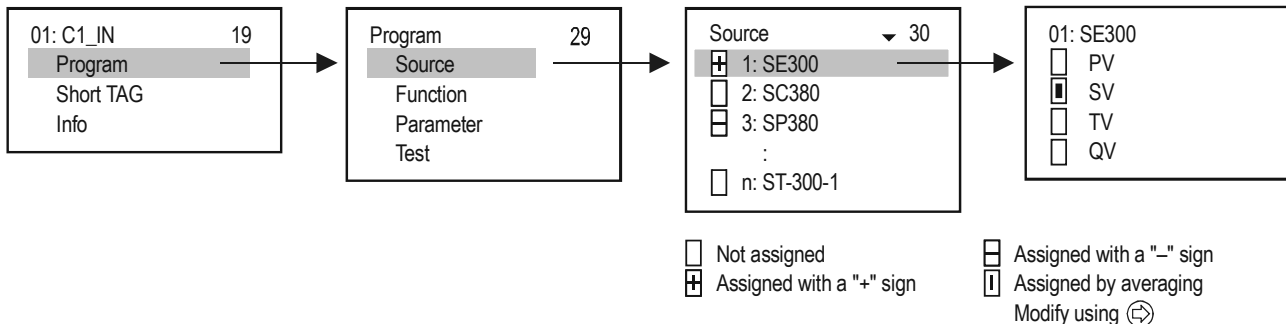 01: C1_IN 19
Program
Short TAG
Info
Program 29
Source
Function
Parameter
Test
Source 30
1: SE300
2: SC380
3: SP380
:
n: ST-300-1
01: SE300
PV
SV
TV
QV
Not assigned
Assigned with a "+" sign
Assigned with a "–" sign
Assigned by averaging
Modify using